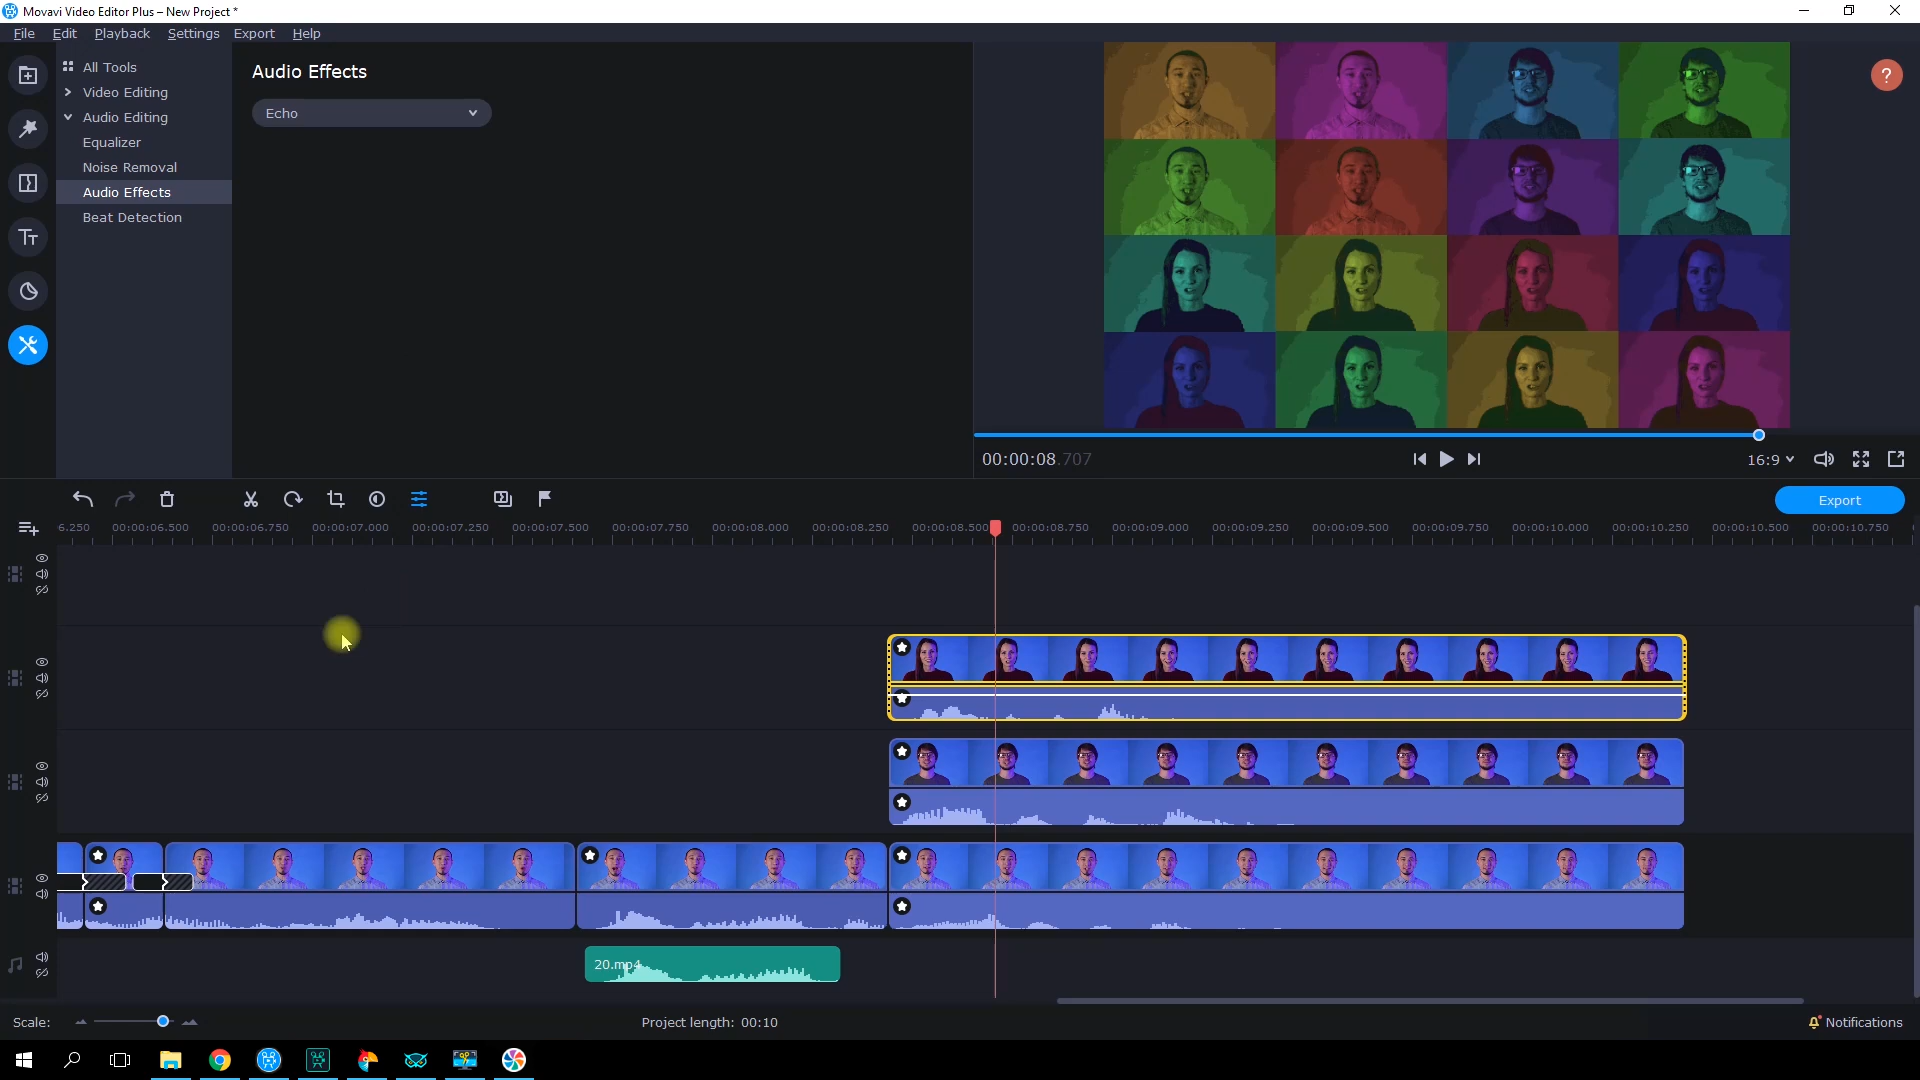 Movavi Video Editor Plus – New Project *
File Edit Playback Settings Export Help
All Tools
Video Editing
Audio Editing
Equalizer
Noise Removal
Audio Effects
Beat Detection
Audio Effects
Echo
?
00:00:08.707
16:9
Export
6.250 00:00:06.500 00:00:06.750 00:00:07.000 00:00:07.250 00:00:07.500 00:00:07.750 00:00:08.000 00:00:08.250 00:00:08.500 00:00:08.750 00:00:09.000 00:00:09.250 00:00:09.500 00:00:09.750 00:00:10.000 00:00:10.250 00:00:10.500 00:00:10.750
20.mp4
Scale:
Project length: 00:10
Notifications